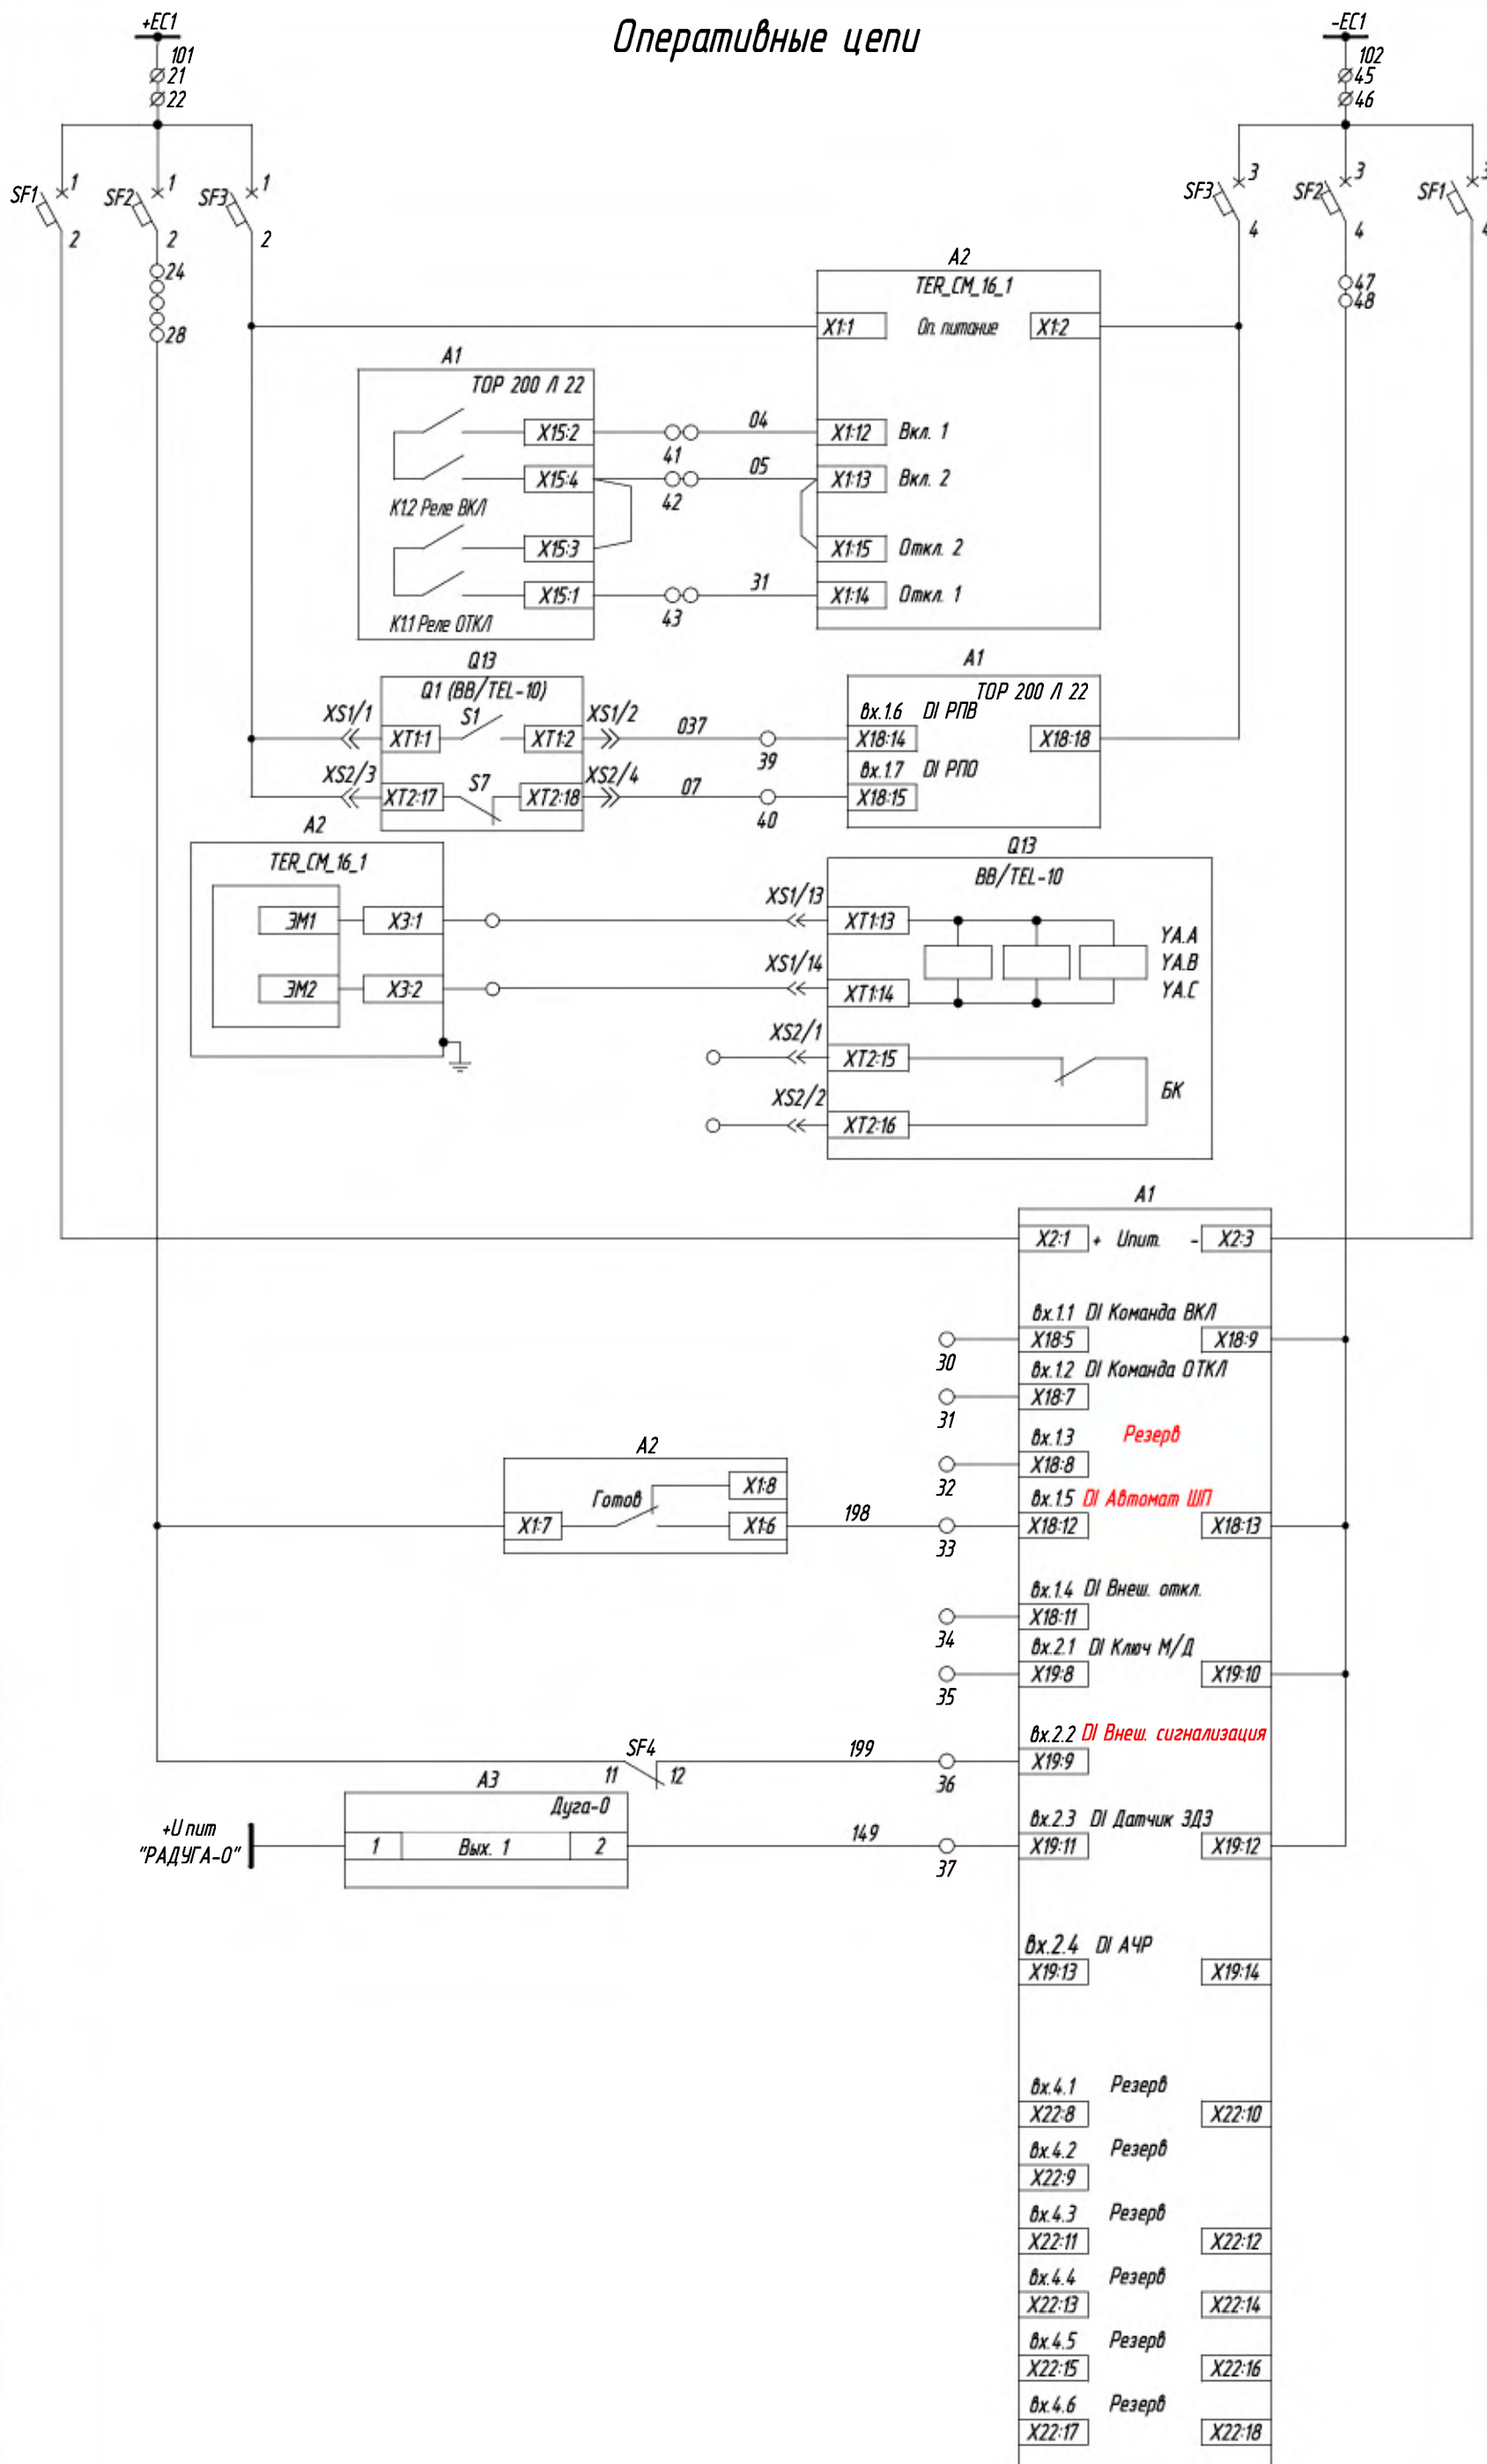 Оперативные цепи
+EC1
101
21
22
-EC1
102
45
46
SF1
1
2
SF2
1
2
SF3
1
2
SF3
3
4
SF2
3
4
SF1
3
4
24
28
47
48
A2
TER_CM_16_1
X1:1
Оп. питание
X1:2
A1
ТОР 200 Л 22
X15:2
41
04
X1:12
Вкл. 1
X15:4
42
05
X1:13
Вкл. 2
K1.2 Реле ВКЛ
X15:3
X1:15
Откл. 2
X15:1
43
31
X1:14
Откл. 1
K1.1 Реле ОТКЛ
Q13
Q1 (BB/TEL-10)
XS1/1
XT1:1
S1
XT1:2
XS1/2
037
39
XS2/3
XT2:17
S7
XT2:18
XS2/4
07
40
A1
ТОР 200 Л 22
вх.1.6 DI РПВ
X18:14
X18:18
вх.1.7 DI РПО
X18:15
A2
TER_CM_16_1
ЭМ1
X3:1
ЭМ2
X3:2
Q13
BB/TEL-10
XS1/13
XT1:13
XS1/14
XT1:14
YA.A
YA.B
YA.C
XS2/1
XT2:15
XS2/2
XT2:16
БК
A1
X2:1
+ Uпит. -
X2:3
вх.1.1 DI Команда ВКЛ
30
X18:5
X18:9
вх.1.2 DI Команда ОТКЛ
31
X18:7
вх.1.3 Резерв
32
X18:8
A2
Готов
X1:8
X1:7
X1:6
198
33
вх.1.5 DI Автомат ШП
X18:12
X18:13
вх.1.4 DI Внеш. откл.
34
X18:11
вх.2.1 DI Ключ М/Д
35
X19:8
X19:10
вх.2.2 DI Внеш. сигнализация
SF4
11
12
199
36
X19:9
A3
Дуга-О
+U пит
"РАДУГА-О"
1
Вых. 1
2
149
37
вх.2.3 DI Датчик ЗДЗ
X19:11
X19:12
вх.2.4 DI АЧР
X19:13
X19:14
вх.4.1 Резерв
X22:8
X22:10
вх.4.2 Резерв
X22:9
вх.4.3 Резерв
X22:11
X22:12
вх.4.4 Резерв
X22:13
X22:14
вх.4.5 Резерв
X22:15
X22:16
вх.4.6 Резерв
X22:17
X22:18